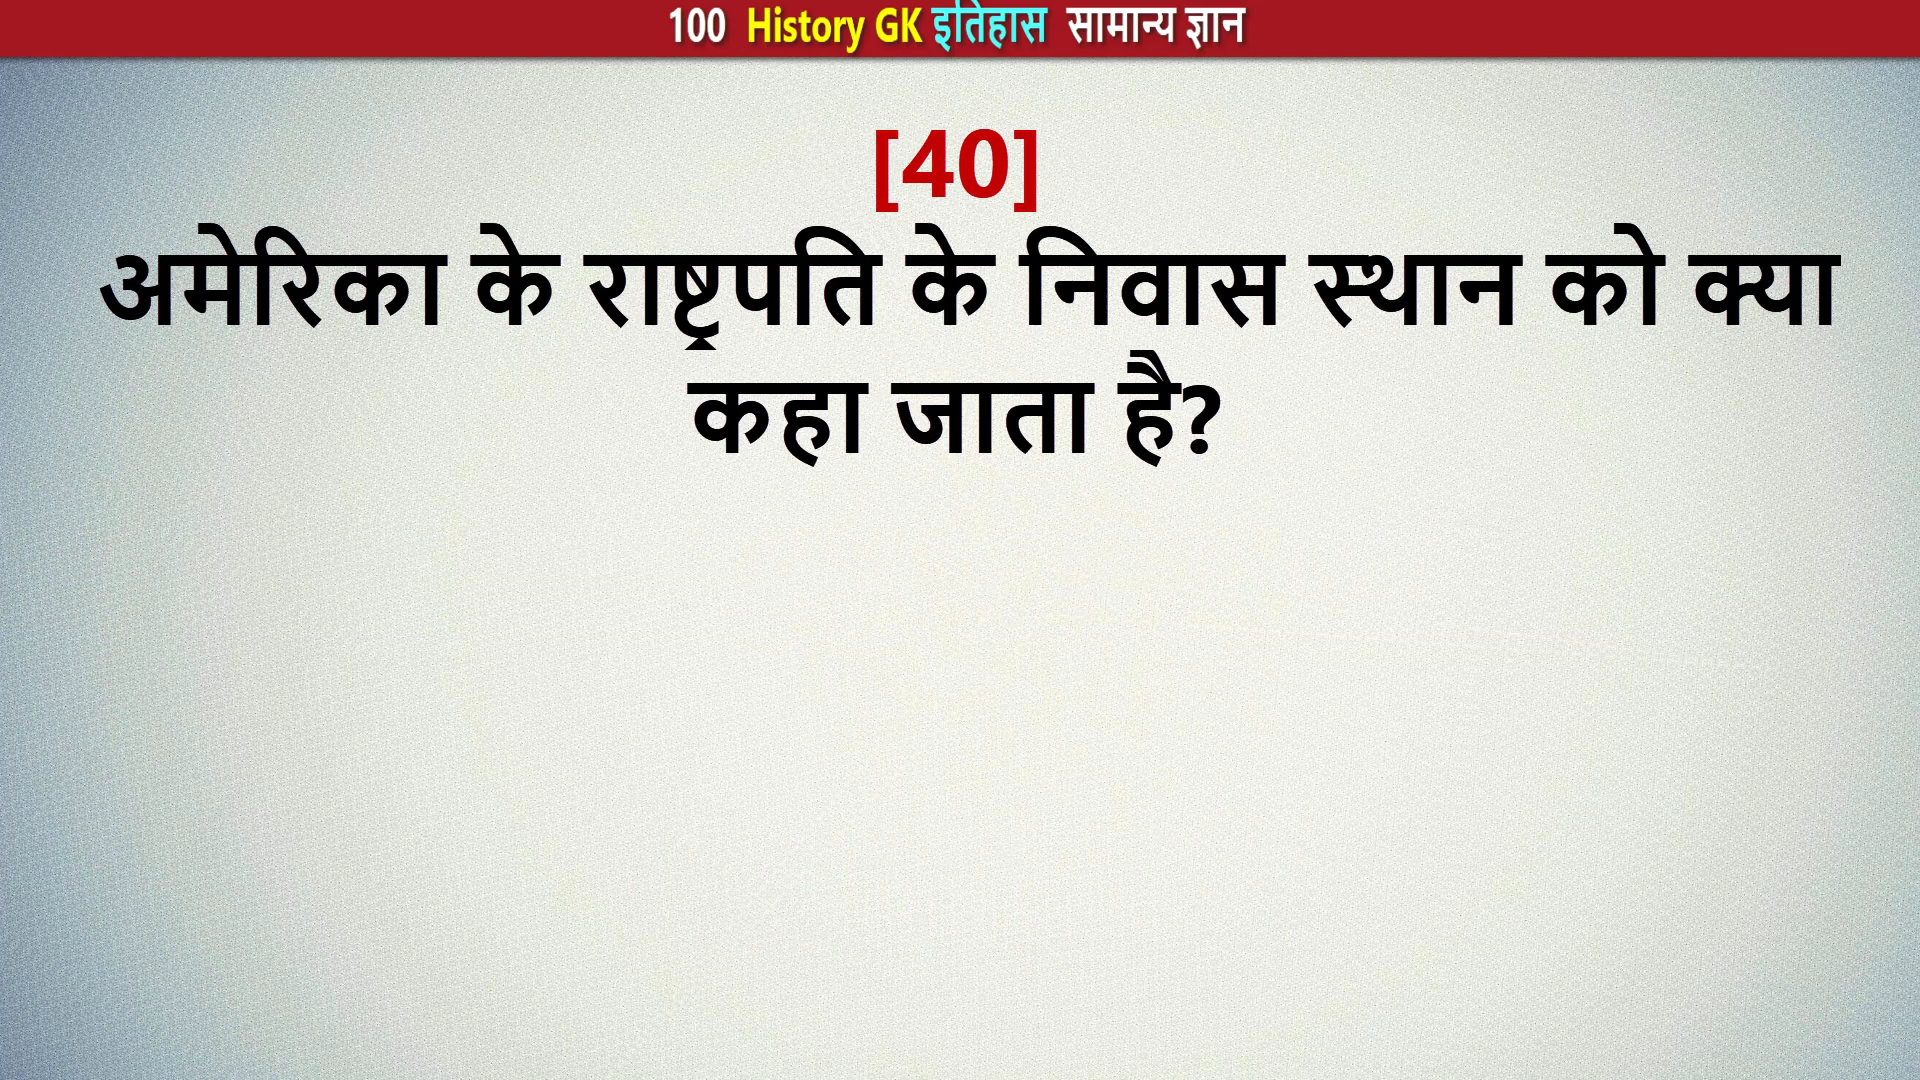 100 History GK इतिहास सामान्य ज्ञान
[40]
अमेरिका के राष्ट्रपति के निवास स्थान को क्या
कहा जाता है?